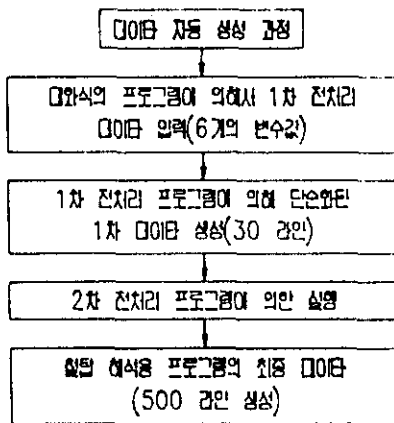 데이타 자동 생성 과정
대화식의 프로그램에 의해서 1차 전처리
데이타 입력(6개의 변수값)
1차 전처리 프로그램에 의해 단순화된
1차 데이타 생성(30 라인)
2차 전처리 프로그램에 의한 실행
철탑 해석용 프로그램의 최종 데이타
(500 라인 생성)